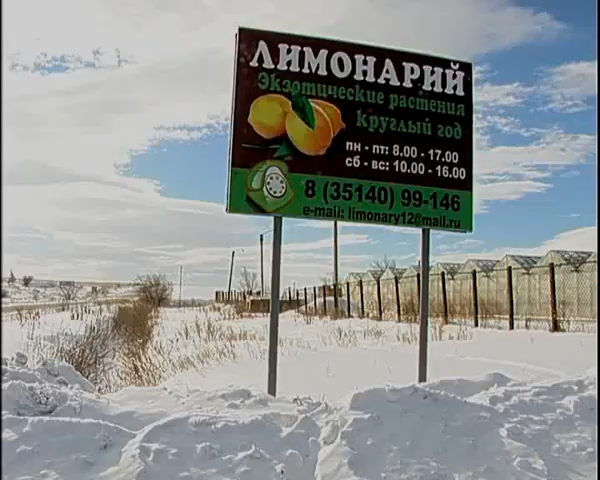 ЛИМОНАРИЙ
Экзотические растения
круглый год
пн - пт: 8.00 - 17.00
сб - вс: 10.00 - 16.00
8 (35140) 99-146
e-mail: limonary12@mail.ru